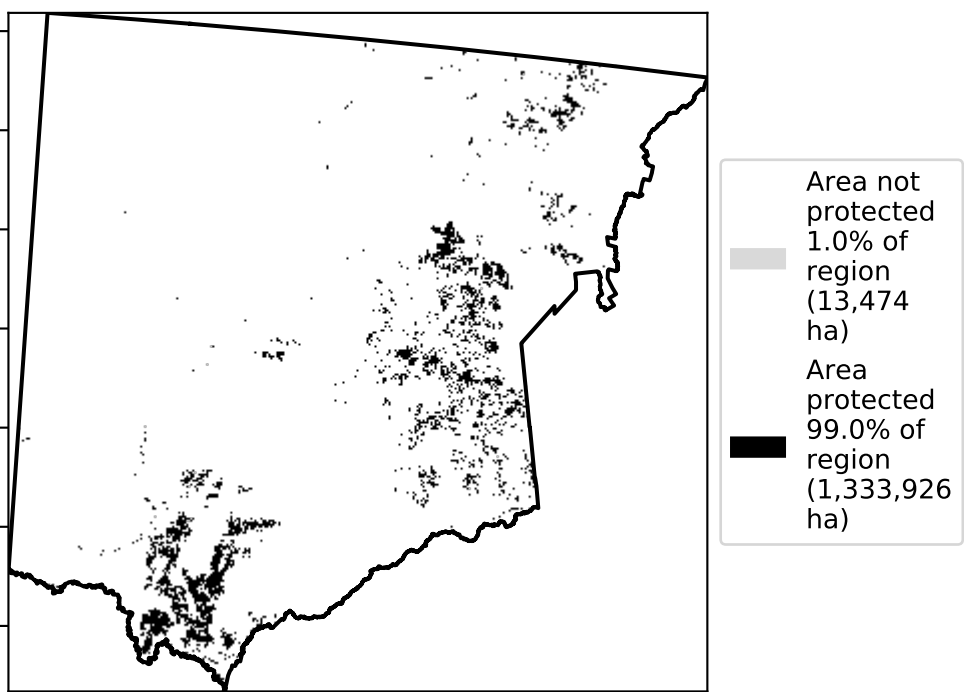 Area not
protected
1.0% of
region
(13,474
ha)
Area
protected
99.0% of
region
(1,333,926
ha)